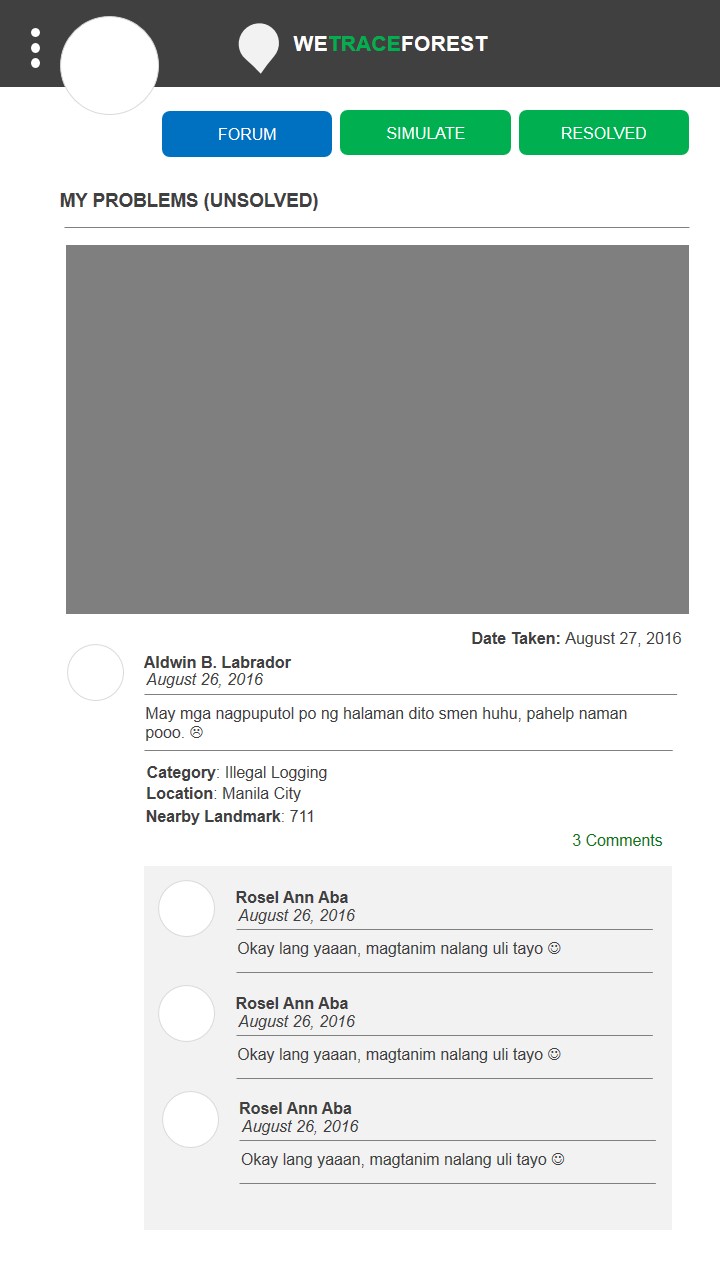 WETRACEFOREST
FORUM
SIMULATE
RESOLVED
MY PROBLEMS (UNSOLVED)
Date Taken: August 27, 2016
Aldwin B. Labrador
August 26, 2016
May mga nagpuputol po ng halaman dito smen huhu, pahelp naman
pooo. ☹
Category: Illegal Logging
Location: Manila City
Nearby Landmark: 711
3 Comments
Rosel Ann Aba
August 26, 2016
Okay lang yaaan, magtanim nalang uli tayo ☺
Rosel Ann Aba
August 26, 2016
Okay lang yaaan, magtanim nalang uli tayo ☺
Rosel Ann Aba
August 26, 2016
Okay lang yaaan, magtanim nalang uli tayo ☺